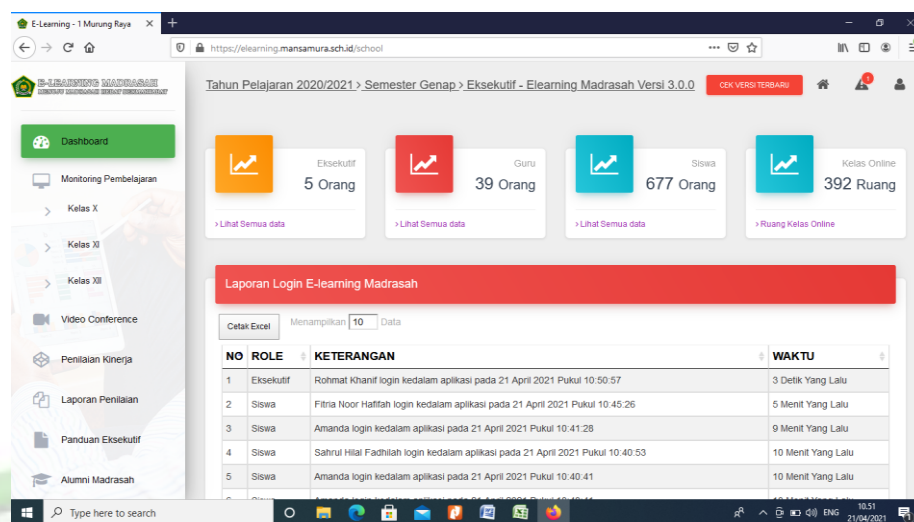 E-Learning - 1 Murung Raya
https://elearning.mansamura.sch.id/school
E-LEARNING MADRASAH
Tahun Pelajaran 2020/2021 > Semester Genap > Eksekutif - Elearning Madrasah Versi 3.0.0
CEK VERSI TERBARU
Dashboard
Monitoring Pembelajaran
Kelas X
Kelas XI
Kelas XII
Video Conference
Penilaian Kinerja
Laporan Penilaian
Panduan Eksekutif
Alumni Madrasah
Eksekutif
5 Orang
> Lihat Semua data
Guru
39 Orang
> Lihat Semua data
Siswa
677 Orang
> Lihat Semua data
Kelas Online
392 Ruang
> Ruang Kelas Online
Laporan Login E-learning Madrasah
Cetak Excel Menampilkan 10 Data
NO ROLE KETERANGAN WAKTU
1 Eksekutif Rohmat Khanif login kedalam aplikasi pada 21 April 2021 Pukul 10:50:57 3 Detik Yang Lalu
2 Siswa Fitria Noor Hafifah login kedalam aplikasi pada 21 April 2021 Pukul 10:45:26 5 Menit Yang Lalu
3 Siswa Amanda login kedalam aplikasi pada 21 April 2021 Pukul 10:41:28 9 Menit Yang Lalu
4 Siswa Sahrul Hilal Fadhilah login kedalam aplikasi pada 21 April 2021 Pukul 10:40:53 10 Menit Yang Lalu
5 Siswa Amanda login kedalam aplikasi pada 21 April 2021 Pukul 10:40:41 10 Menit Yang Lalu
Type here to search
ENG
10.51
21/04/2021